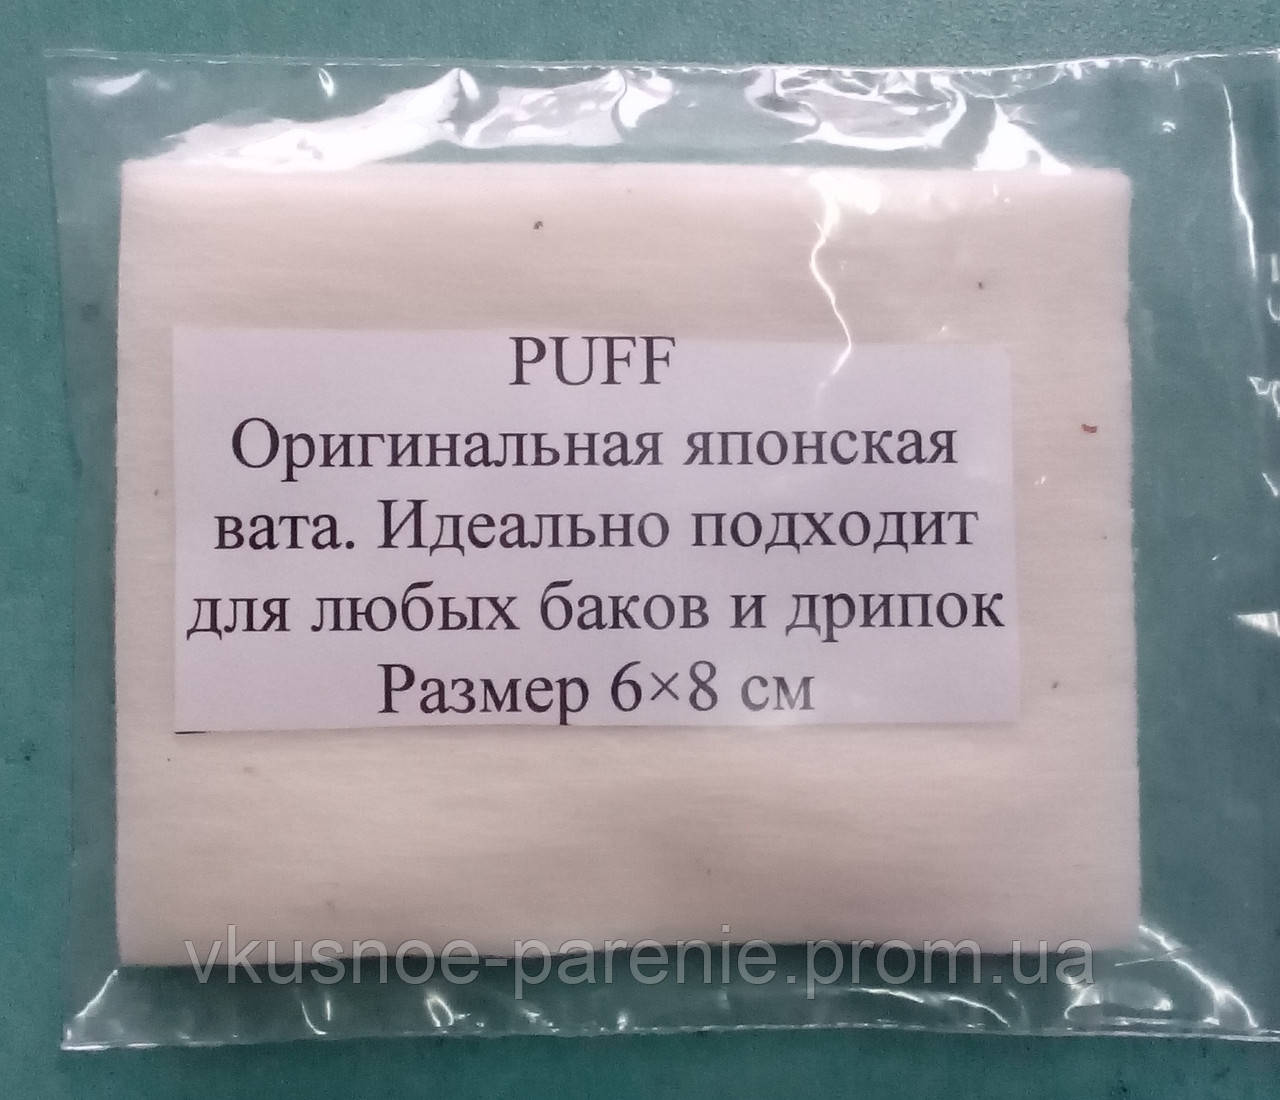 PUFF
Оригинальная японская
вата. Идеально подходит
для любых баков и дрипок
Размер 6×8 см
vkusnoe-parenie.prom.ua